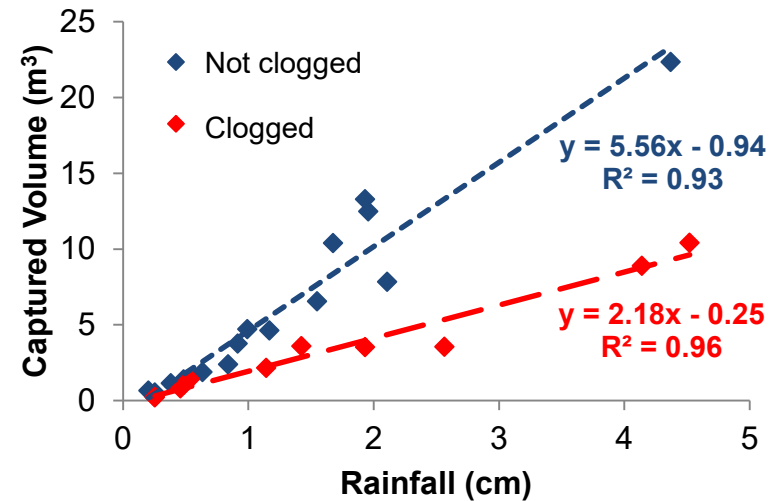 25
20
15
10
5
0
Captured Volume (m³)
Not clogged
Clogged
y = 5.56x - 0.94
R² = 0.93
y = 2.18x - 0.25
R² = 0.96
0 1 2 3 4 5
Rainfall (cm)